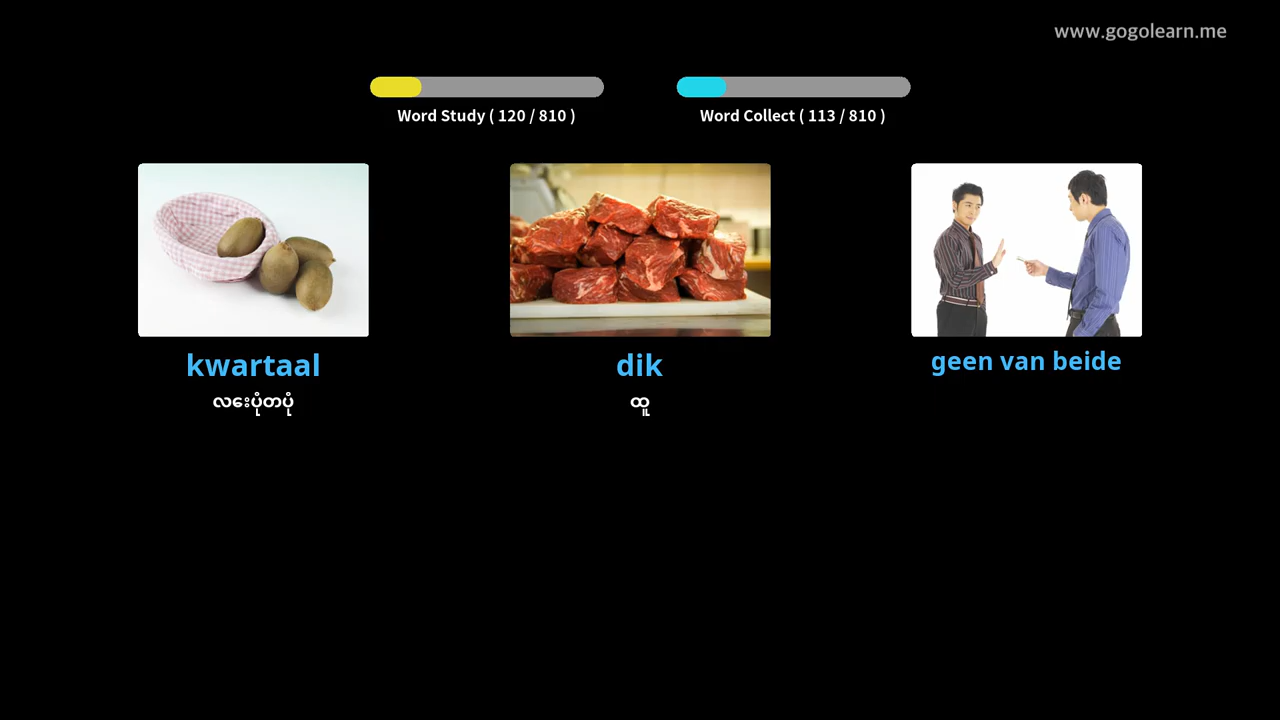 www.gogolearn.me
Word Study ( 120 / 810 )
Word Collect ( 113 / 810 )
kwartaal
dik
geen van beide
လေးပုံတပုံ
ထူ